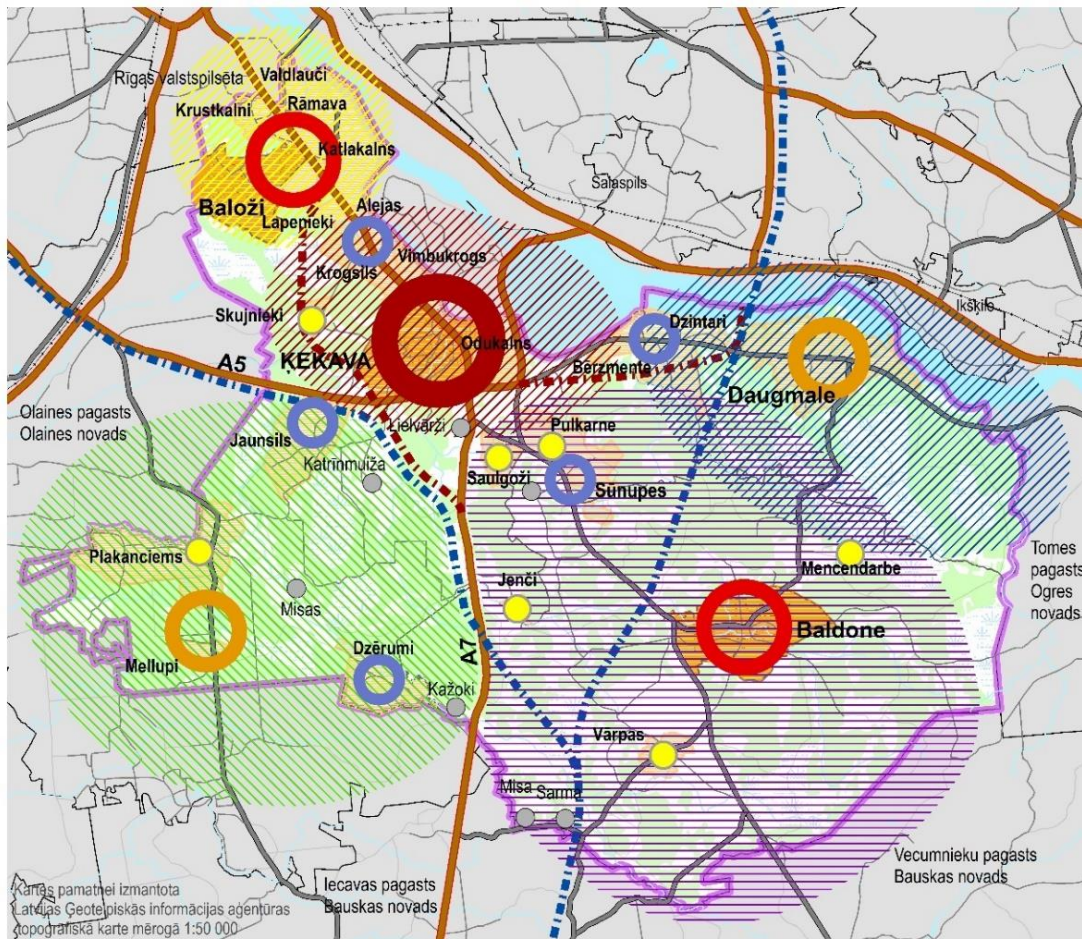 Rīgas valstspilsēta
Valdlauči
Krustkalni
Rāmava
Katlakalns
Baloži
Lapenieki
Alejas
Krogsils
Vimbukrogs
Salaspils
Ikšķile
Skujnieki
ĶEKAVA
Odukalns
Dzintari
Bērzmente
Daugmale
A5
Olaines pagasts
Olaines novads
Jaunsils
Katrīnmuiža
Lielvārži
Pulkarne
Saulgoži
Sūnupes
Plakanciems
Misas
Jenči
Mencendarbe
Tomes
pagasts
Ogres
novads
Baldone
Mellupi
Dzērumi
A7
Kažoki
Vārpas
Misa
Sarma
Vecumnieku pagasts
Bauskas novads
Iecavas pagasts
Bauskas novads
Kartes pamatnei izmantota
Latvijas Ģeotelpiskās informācijas aģentūras
topogrāfiskā karte mērogā 1:50 000